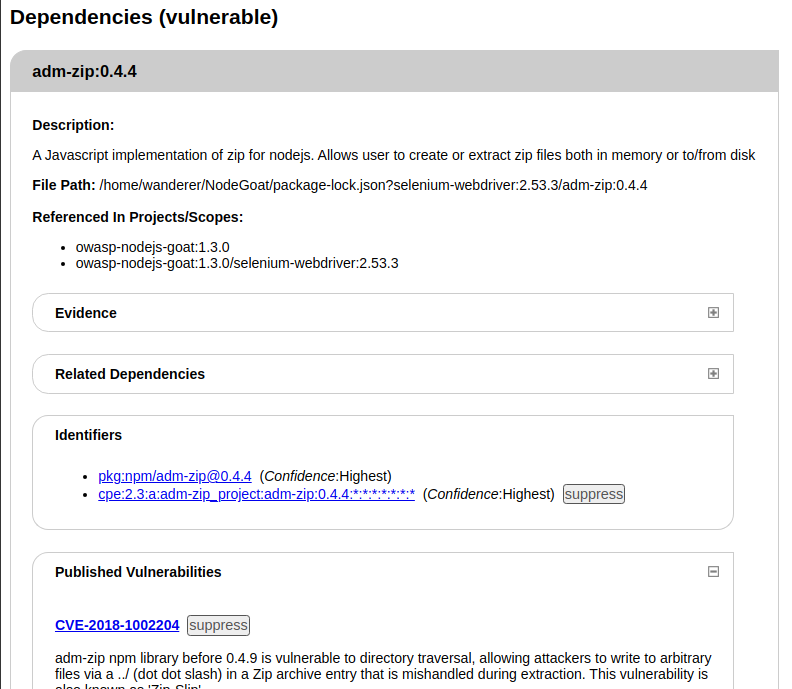 Dependencies (vulnerable)
adm-zip:0.4.4
Description:
A Javascript implementation of zip for nodejs. Allows user to create or extract zip files both in memory or to/from disk
File Path: /home/wanderer/NodeGoat/package-lock.json?selenium-webdriver:2.53.3/adm-zip:0.4.4
Referenced In Projects/Scopes:
owasp-nodejs-goat:1.3.0
owasp-nodejs-goat:1.3.0/selenium-webdriver:2.53.3
Evidence
Related Dependencies
Identifiers
pkg:npm/adm-zip@0.4.4 (Confidence:Highest)
cpe:2.3:a:adm-zip_project:adm-zip:0.4.4:*:*:*:*:*:*:* (Confidence:Highest) suppress
Published Vulnerabilities
CVE-2018-1002204 suppress
adm-zip npm library before 0.4.9 is vulnerable to directory traversal, allowing attackers to write to arbitrary
files via a ../ (dot dot slash) in a Zip archive entry that is mishandled during extraction. This vulnerability is
also known as 'Zip-Slip'